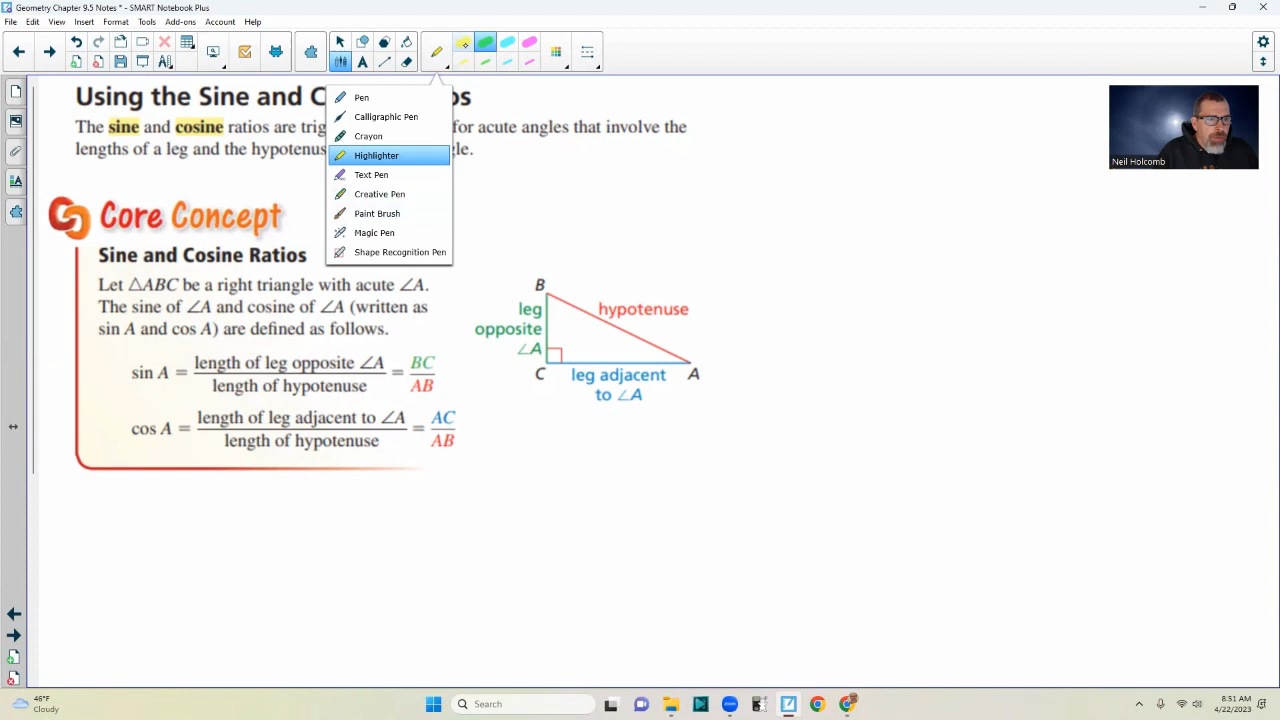 Geometry Chapter 9.5 Notes * - SMART Notebook Plus
File Edit View Insert Format Tools Add-ons Account Help
Using the Sine and C os
The sine and cosine ratios are trig for acute angles that involve the
lengths of a leg and the hypotenus gle.
Pen
Calligraphic Pen
Crayon
Highlighter
Text Pen
Creative Pen
Paint Brush
Magic Pen
Shape Recognition Pen
Neil Holcomb
Core Concept
Sine and Cosine Ratios
Let △ABC be a right triangle with acute ∠A.
The sine of ∠A and cosine of ∠A (written as
sin A and cos A) are defined as follows.
sin A = length of leg opposite ∠A / length of hypotenuse = BC / AB
cos A = length of leg adjacent to ∠A / length of hypotenuse = AC / AB
B
leg
opposite
∠A
hypotenuse
C
leg adjacent
to ∠A
A
46°F
Cloudy
Search
zoom
8:51 AM
4/22/2023